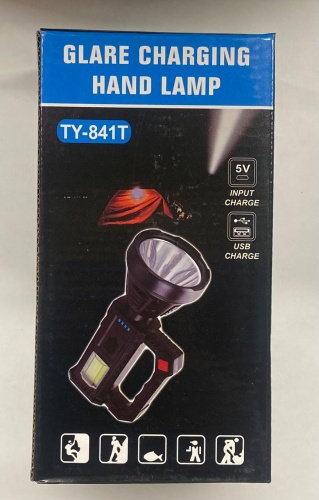 GLARE CHARGING
HAND LAMP
TY-841T
5V
INPUT
CHARGE
USB
CHARGE